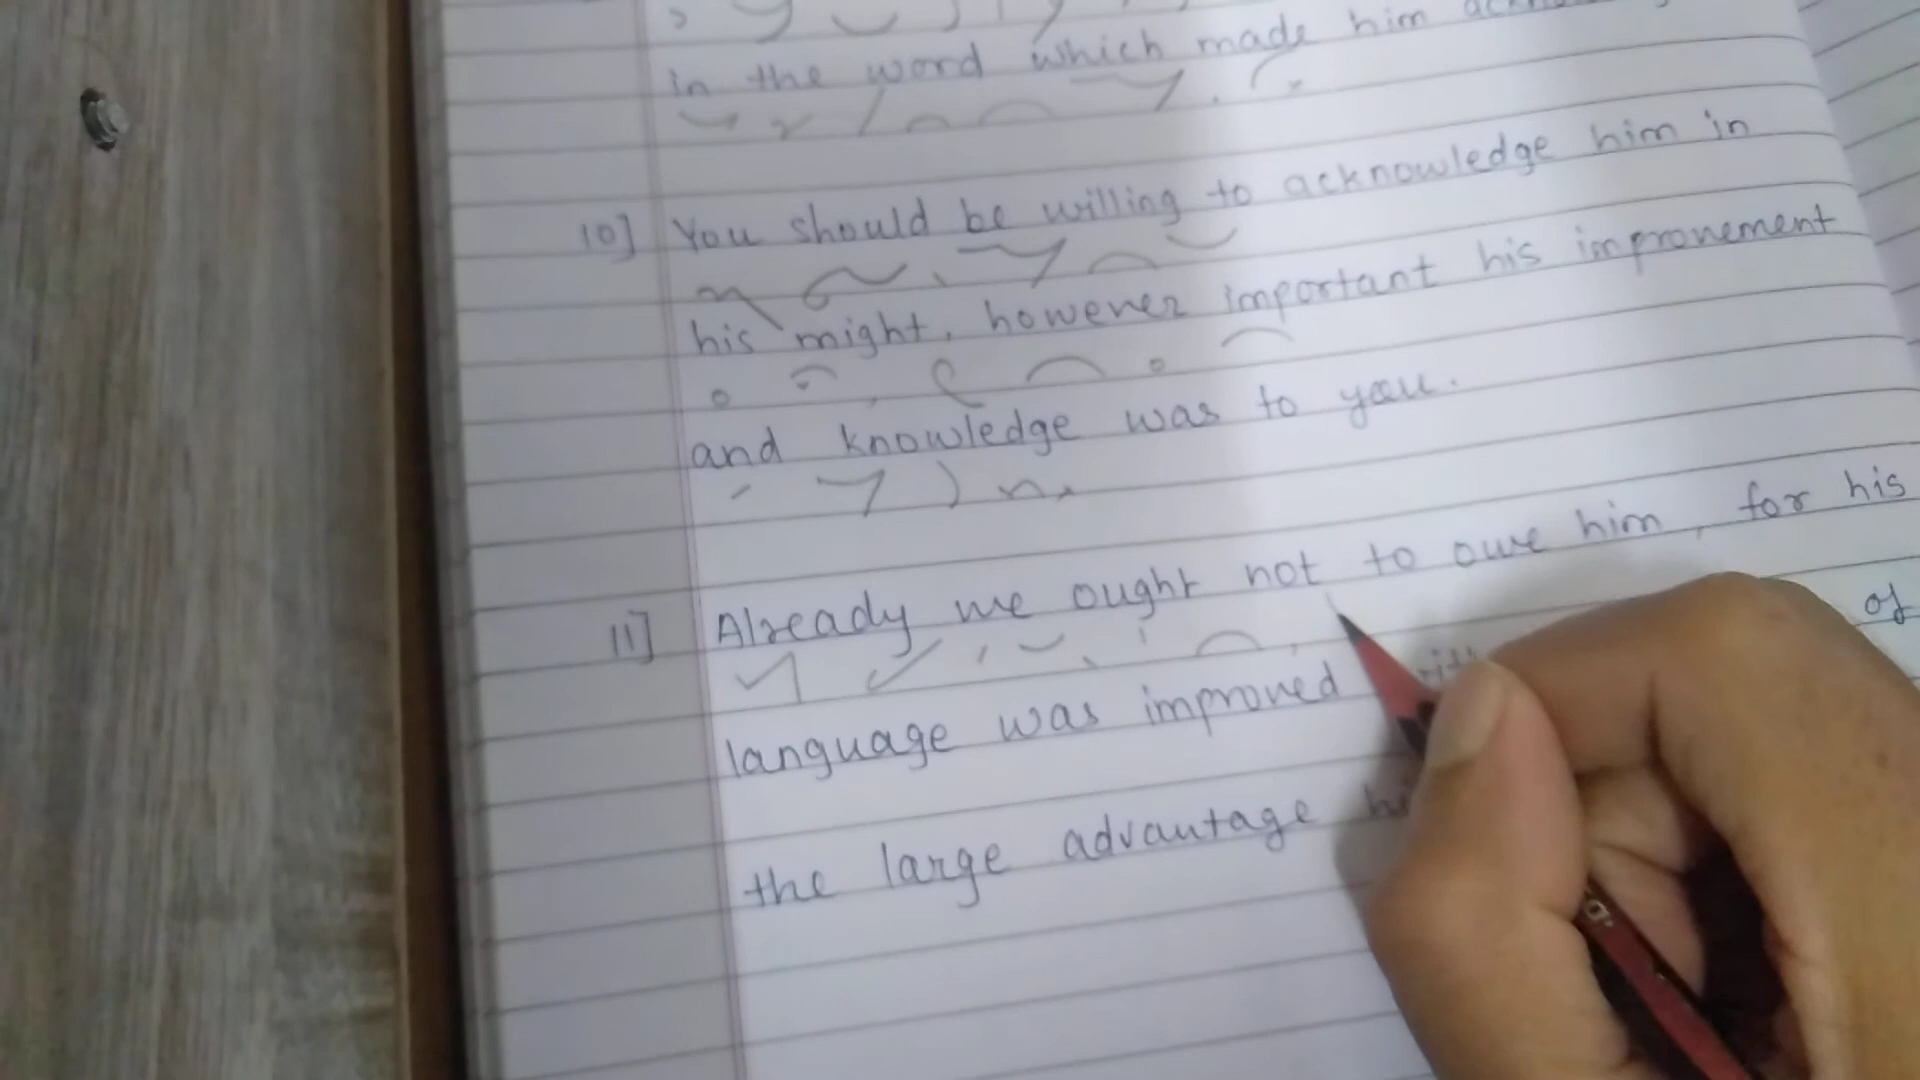 in the word which made him
10] You should be willing to acknowledge him in
his might, however important his improvement
and knowledge was to you.
11] Already we ought not to owe him, for his
language was improved of
the large advantage